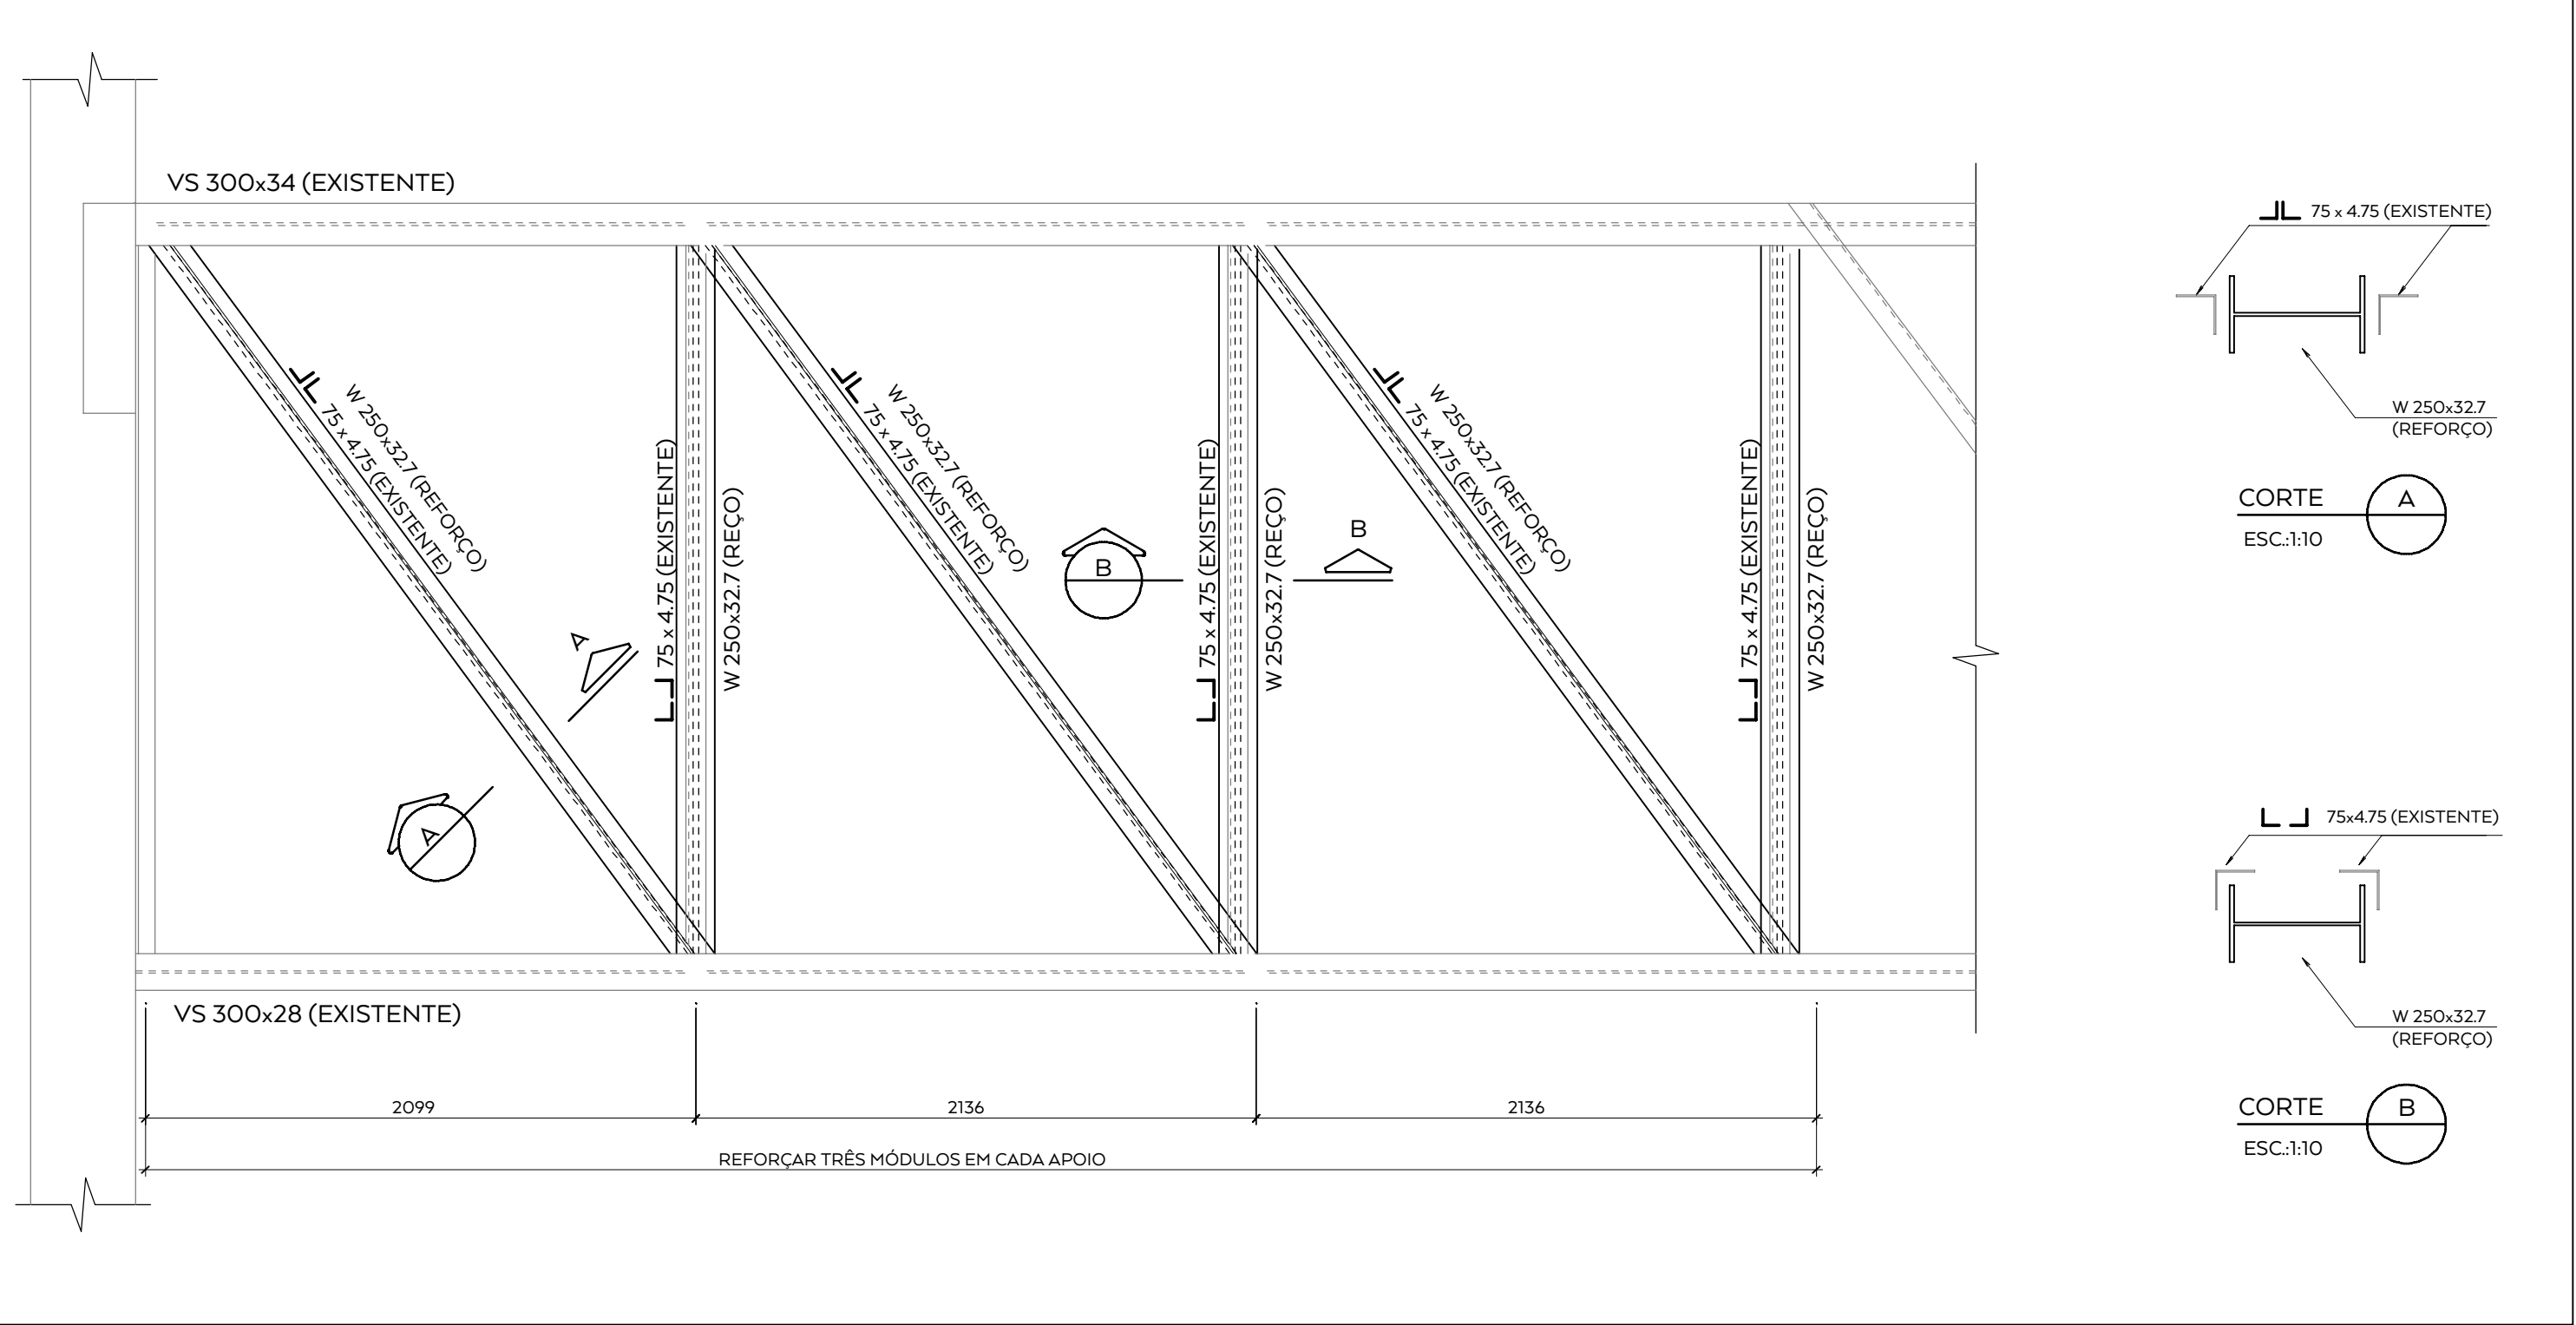 VS 300x34 (EXISTENTE)
75 x 4.75 (EXISTENTE)
W 250x32.7 (REFORÇO)
75 x 4.75 (EXISTENTE)
W 250x32.7 (REÇO)
75 x 4.75 (EXISTENTE)
W 250x32.7 (REFORÇO)
75 x 4.75 (EXISTENTE)
W 250x32.7 (REÇO)
75 x 4.75 (EXISTENTE)
W 250x32.7 (REFORÇO)
75 x 4.75 (EXISTENTE)
W 250x32.7 (REÇO)
A
A
B
B
VS 300x28 (EXISTENTE)
2099
2136
2136
REFORÇAR TRÊS MÓDULOS EM CADA APOIO
75 x 4.75 (EXISTENTE)
W 250x32.7
(REFORÇO)
CORTE
A
ESC.:1:10
75x4.75 (EXISTENTE)
W 250x32.7
(REFORÇO)
CORTE
B
ESC.:1:10